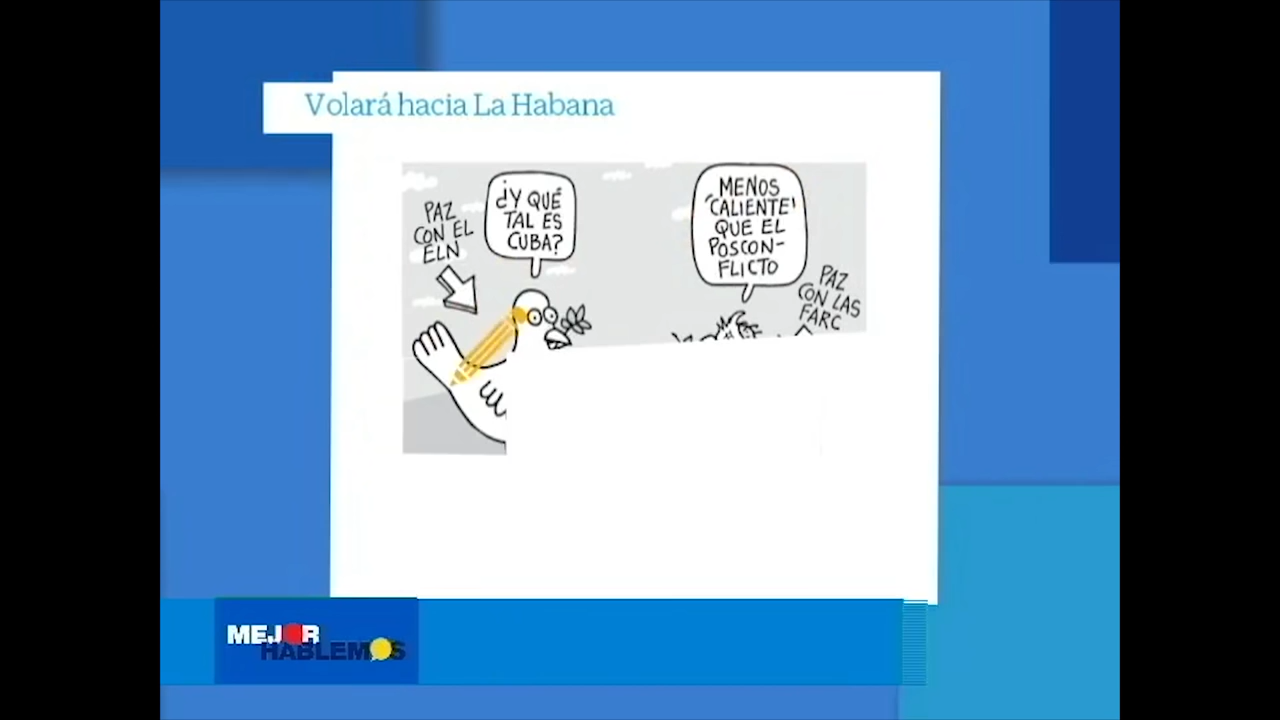 Volará hacia La Habana
PAZ
CON EL
ELN
¿Y QUÉ
TAL ES
CUBA?
MENOS
"CALIENTE"
QUE EL
POSCON-
FLICTO
PAZ
CON LAS
FARC
MEJOR
HABLEMOS